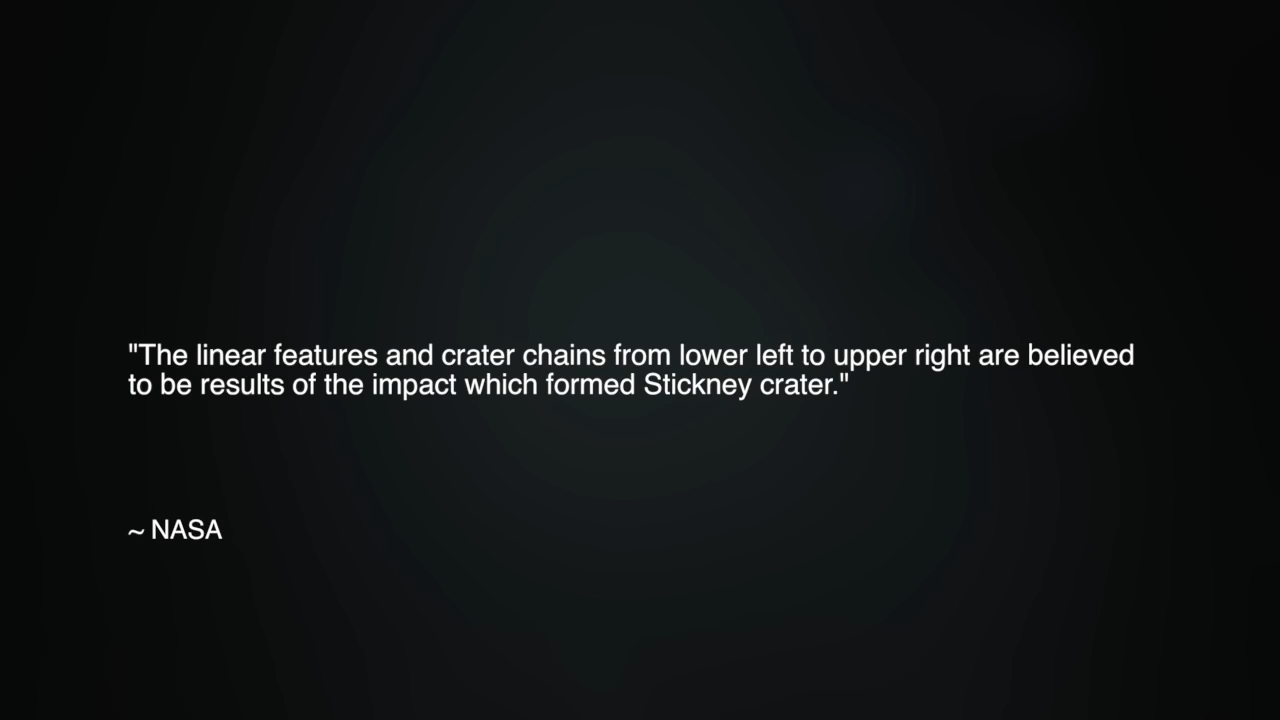 "The linear features and crater chains from lower left to upper right are believed
to be results of the impact which formed Stickney crater."
~ NASA